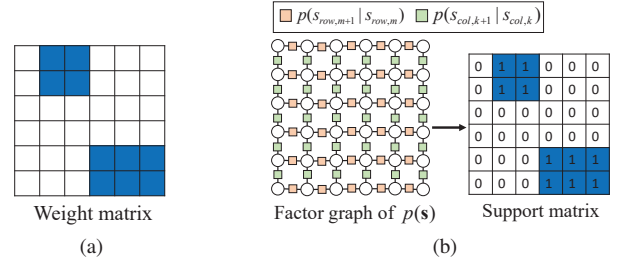 p(s_{row,m+1} | s_{row,m}) p(s_{col,k+1} | s_{col,k})
0 1 1 0 0 0
0 1 1 0 0 0
0 0 0 0 0 0
0 0 0 0 0 0
0 0 0 1 1 1
0 0 0 1 1 1
Weight matrix
Factor graph of p(s)
Support matrix
(a)
(b)